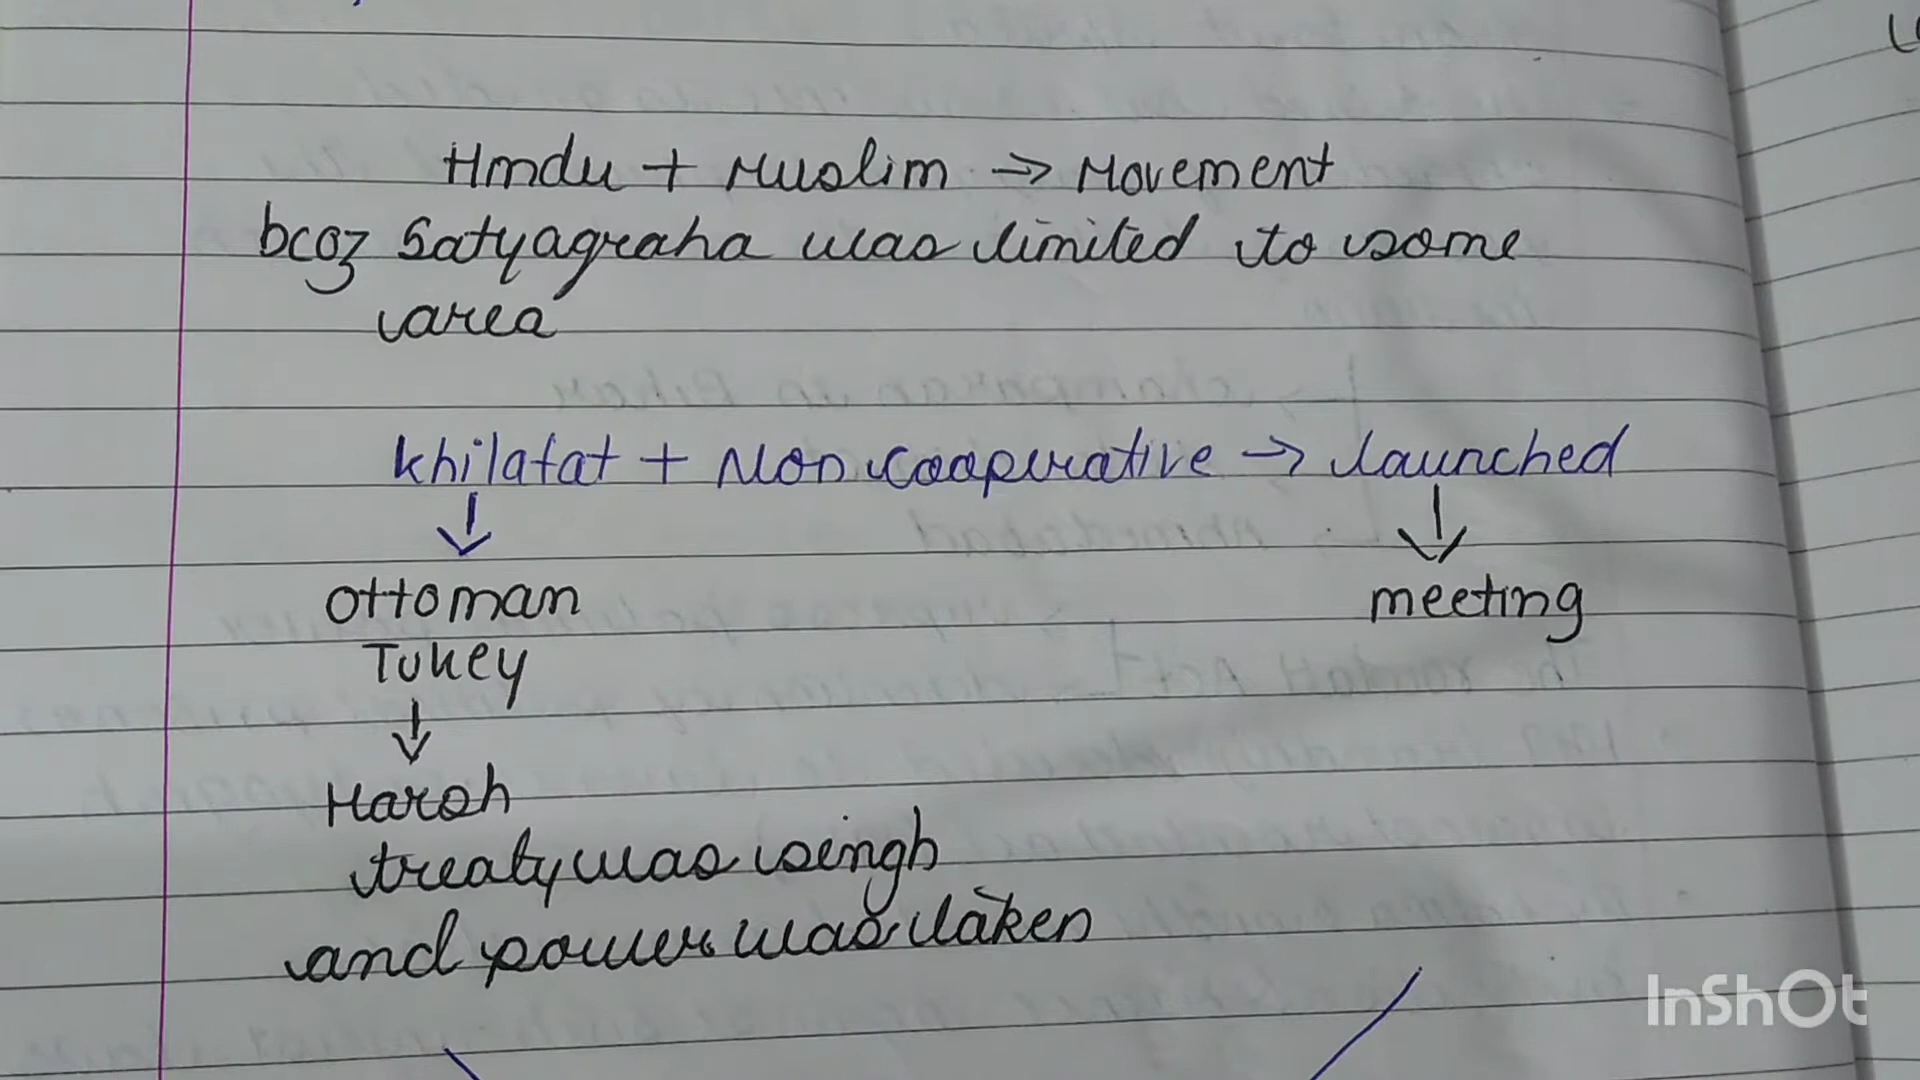 Hindu + Muslim → Movement
bcoz Satyagraha was limited to some
area
khilafat + Non cooperative → launched
↓ ↓
Ottoman meeting
Tukey
↓
Harsh
treaty was singh
and power was taken
InShOt